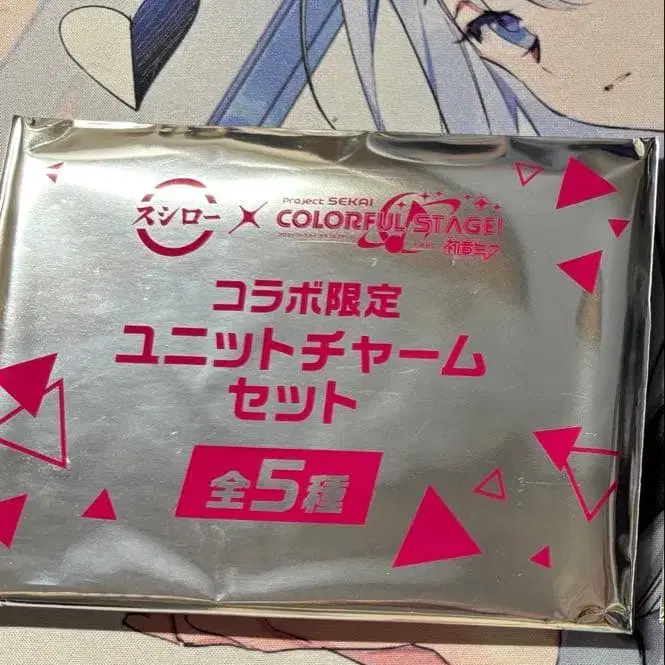 スシロー × Project SEKAI
COLORFUL STAGE!
feat. 初音ミク
コラボ限定
ユニットチャーム
セット
全5種